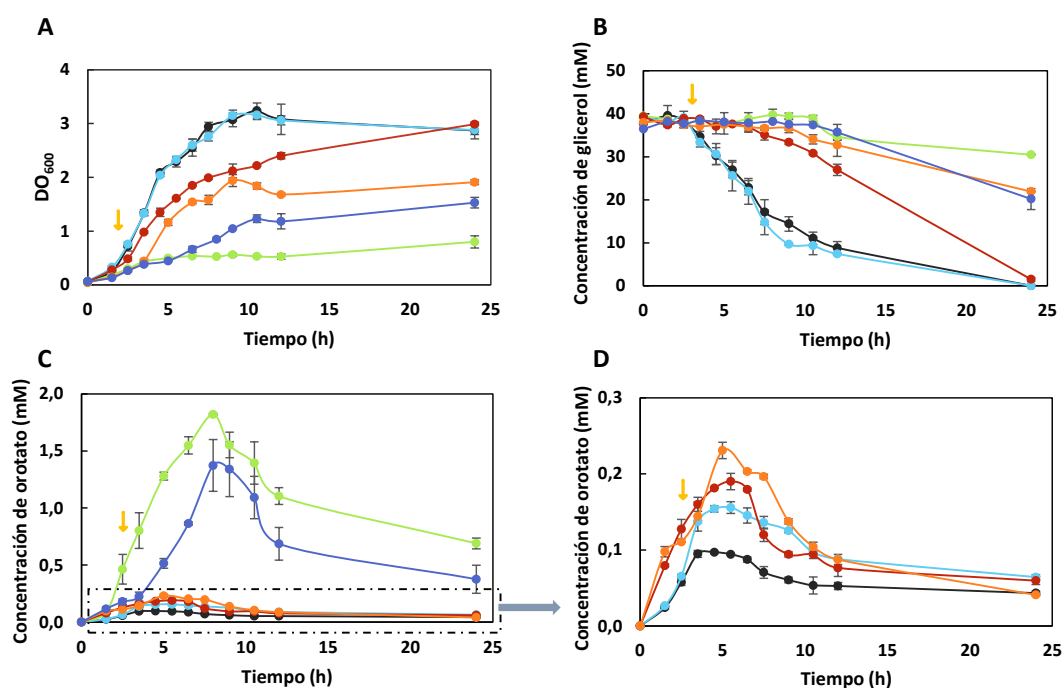 A
DO600
4
3
2
1
0
0 5 10 15 20 25
Tiempo (h)
B
Concentración de glicerol (mM)
50
40
30
20
10
0
0 5 10 15 20 25
Tiempo (h)
C
Concentración de orotato (mM)
2,0
1,5
1,0
0,5
0,0
0 5 10 15 20 25
Tiempo (h)
D
Concentración de orotato (mM)
0,3
0,2
0,1
0,0
0 5 10 15 20 25
Tiempo (h)